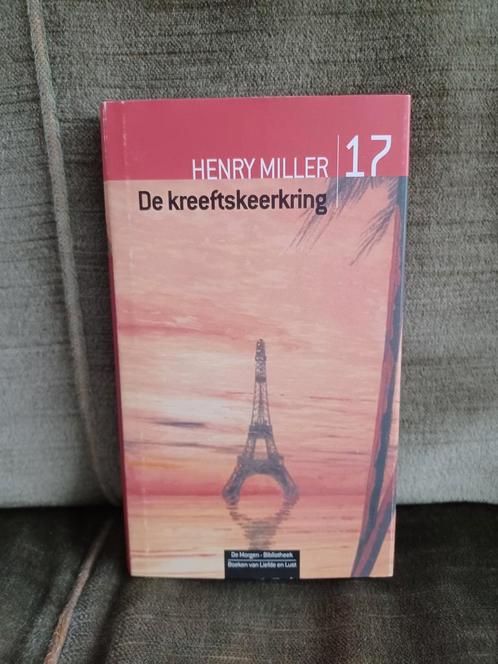 HENRY MILLER 17
De kreeftskeerkring
De Morgen - Bibliotheek
Boeken van Liefde en Lust